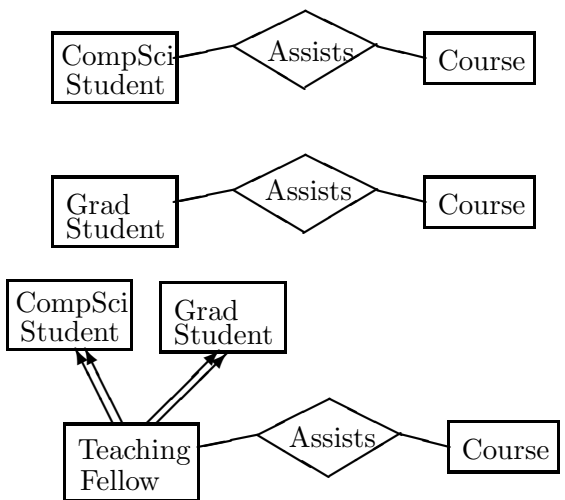 CompSci
Student
Assists
Course
Grad
Student
Assists
Course
CompSci
Student
Grad
Student
Teaching
Fellow
Assists
Course